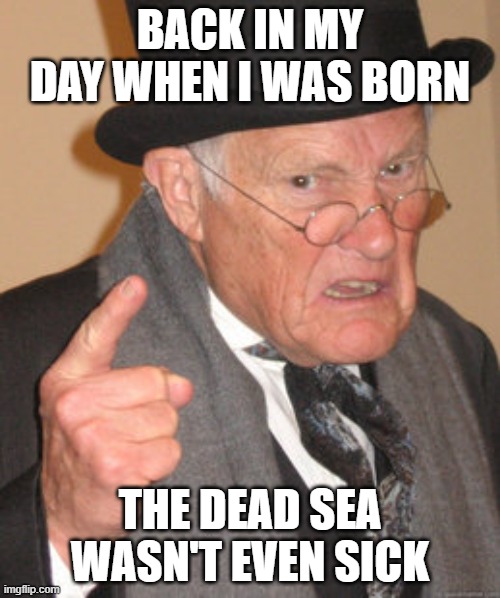 BACK IN MY
DAY WHEN I WAS BORN
THE DEAD SEA
WASN'T EVEN SICK
imgflip.com